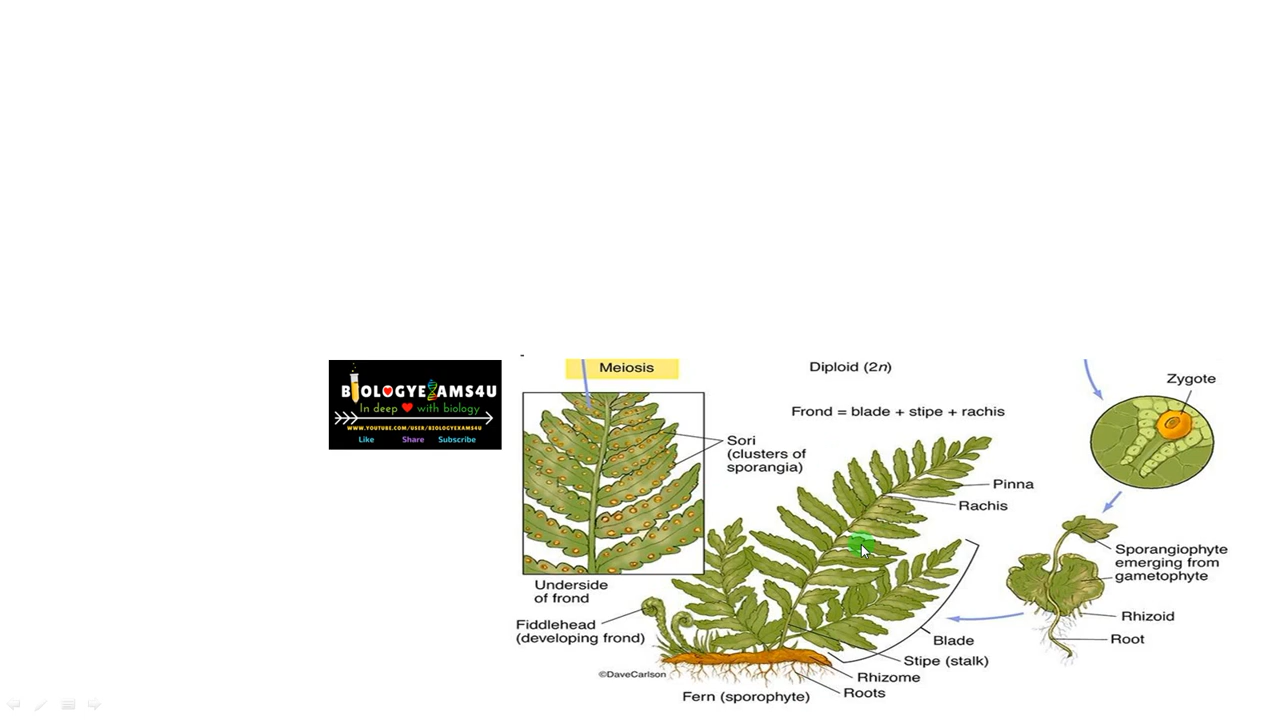 BIOLOGYEXAMS4U
In deep with biology
WWW.YOUTUBE.COM/USER/BIOLOGYEXAMS4U
Like Share Subscribe
Meiosis
Diploid (2n)
Frond = blade + stipe + rachis
Zygote
Sori
(clusters of
sporangia)
Pinna
Rachis
Sporangiophyte
emerging from
gametophyte
Underside
of frond
Fiddlehead
(developing frond)
Rhizoid
Root
Blade
Stipe (stalk)
Rhizome
Roots
©DaveCarlson
Fern (sporophyte)